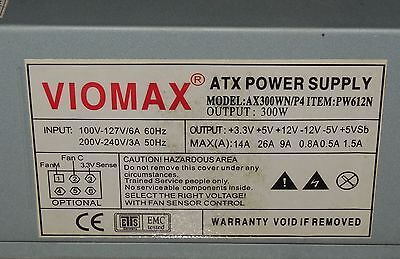 VIOMAX® ATX POWER SUPPLY
MODEL:AX300WN/P4 ITEM:PW612N
OUTPUT : 300W
INPUT: 100V-127V/6A 60Hz
200V-240V/3A 50Hz
OUTPUT: +3.3V +5V +12V -12V -5V +5VSb
MAX(A): 14A 26A 9A 0.8A 0.5A 1.5A
Fan C
Fan M 3.3V Sense
OPTIONAL
CAUTION! HAZARDOUS AREA
Do not remove this cover under any
circumstances.
Trained Service people Only.
No serviceable components inside.
SELECT THE RIGHT VOLTAGE!
WITH FAN SENSOR CONTROL
EMC
tested
WARRANTY VOID IF REMOVED